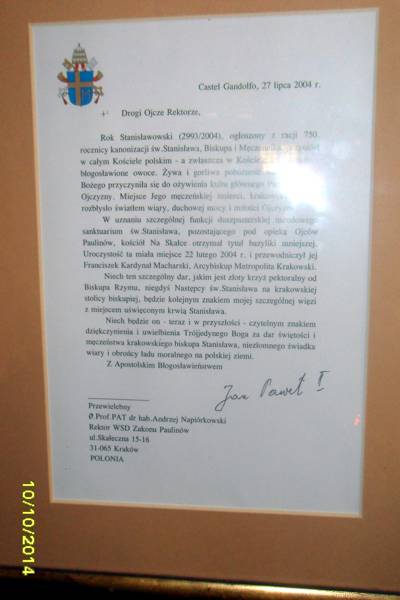 Castel Gandolfo, 27 lipca 2004 r.
Drogi Ojcze Rektorze,
Rok Stanisławowski (2993/2004), ogłoszony z racji 750.
rocznicy kanonizacji św.Stanisława, Biskupa i Męczennika,
w całym Kościele polskim - a zwłaszcza w
błogosławione owoce. Żywa i gorliwa
Bożego przyczyniła się do ożywienia kultu głównego
Ojczyzny. Miejsce Jego męczeńskiej śmierci,
rozbłysło światłem wiary, duchowej mocy i miłości Ojczyzny.
W uznaniu szczególnej funkcji duszpasterskiej narodowego
sanktuarium św.Stanisława, pozostającego pod opieką Ojców
Paulinów, kościół Na Skałce otrzymał tytuł bazyliki mniejszej.
Uroczystość ta miała miejsce 22 lutego 2004 r. i przewodniczył jej
Franciszek Kardynał Macharski, Arcybiskup Metropolita Krakowski.
Niech ten szczególny dar, jakim jest złoty krzyż pektoralny od
Biskupa Rzymu, niegdyś Następcy św.Stanisława na krakowskiej
stolicy biskupiej, będzie kolejnym znakiem mojej szczególnej więzi
z miejscem uświęconym krwią Stanisława.
Niech będzie on - teraz i w przyszłości - czytelnym znakiem
dziękczynienia i uwielbienia Trójjedynego Boga za dar świętości i
męczeństwa krakowskiego biskupa Stanisława, niezłomnego świadka
wiary i obrońcy ładu moralnego na polskiej ziemi.
Z Apostolskim Błogosławieństwem
Jan Paweł II
Przewielebny
O.Prof.PAT dr hab.Andrzej Napiórkowski
Rektor WSD Zakonu Paulinów
ul.Skałeczna 15-16
31-065 Kraków
POLONIA
10/10/2014